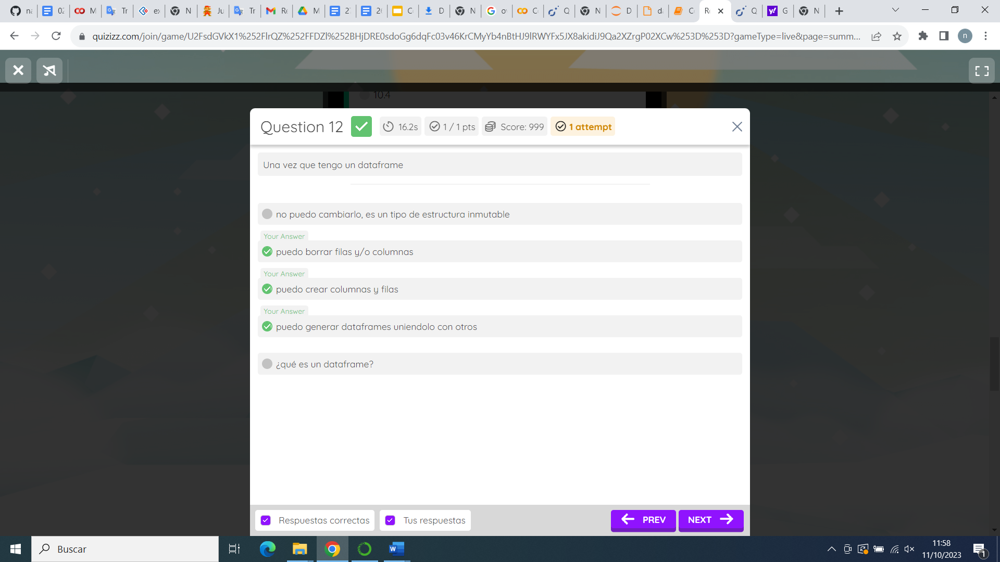 na
02
M
Tr
ex
N
Ju
Tr
Re
M
2
20
C
D
N
G
o
C
Q
N
D
d
C
R
Q
y!
G
N
quizizz.com/join/game/U2FsdGVkX1%252FlrQZ%252FFDZl%252BHjDRE0sdoGg6dqFc03v46KrCMyYb4nBtHJ9lRWYFx5JX8akidiJ9Qa2XZrgP02XCw%253D%253D?gameType=live&page=summ...
n
10.4
Question 12
16.2s
1 / 1 pts
Score: 999
1 attempt
Una vez que tengo un dataframe
no puedo cambiarlo, es un tipo de estructura inmutable
Your Answer
puedo borrar filas y/o columnas
Your Answer
puedo crear columnas y filas
Your Answer
puedo generar dataframes uniendolo con otros
¿qué es un dataframe?
Respuestas correctas
Tus respuestas
PREV
NEXT
Buscar
W
11:58
11/10/2023
1